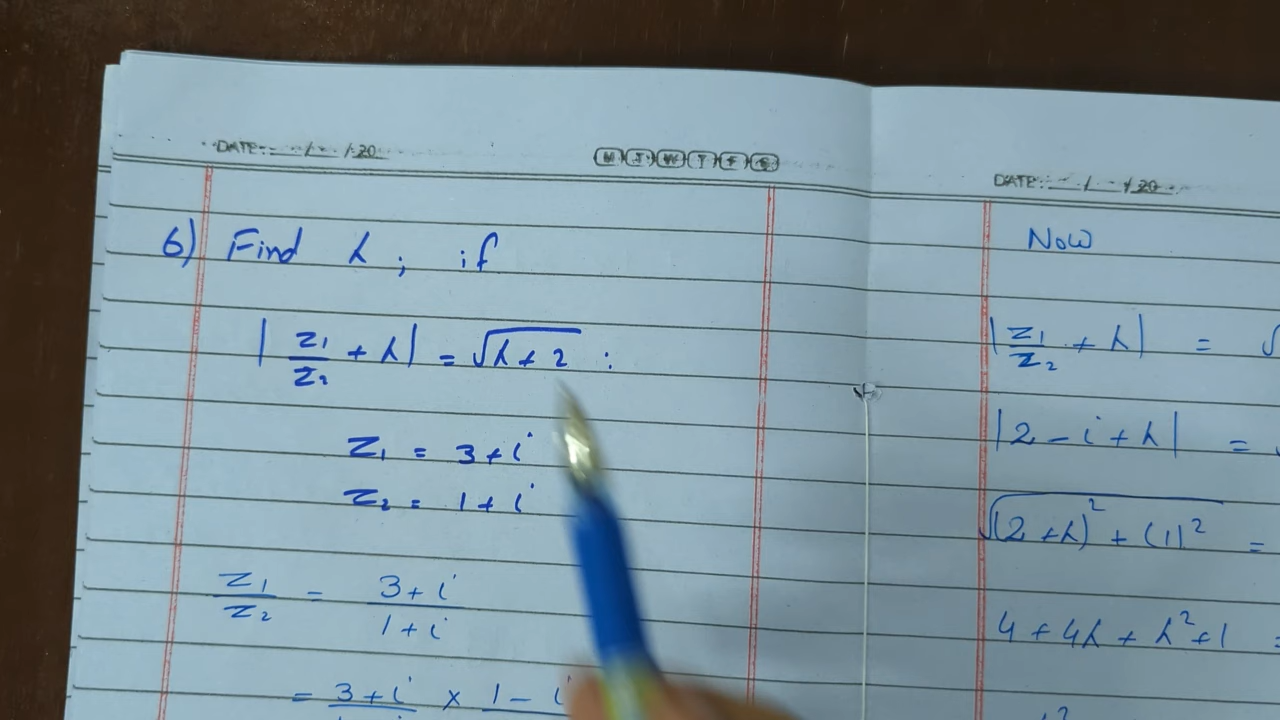 DATE: / / 20
M T W T F S
6) Find λ ; if
| z₁/z₂ + λ | = √(λ + 2) :
z₁ = 3 + i
z₂ = 1 + i
z₁/z₂ = (3 + i)/(1 + i)
= (3 + i)/ × (1 - i)/
DATE: / / 20
Now
| z₁/z₂ + λ | = √
| 2 - i + λ | =
√((2 + λ)² + (1)²) =
4 + 4λ + λ² + 1 =